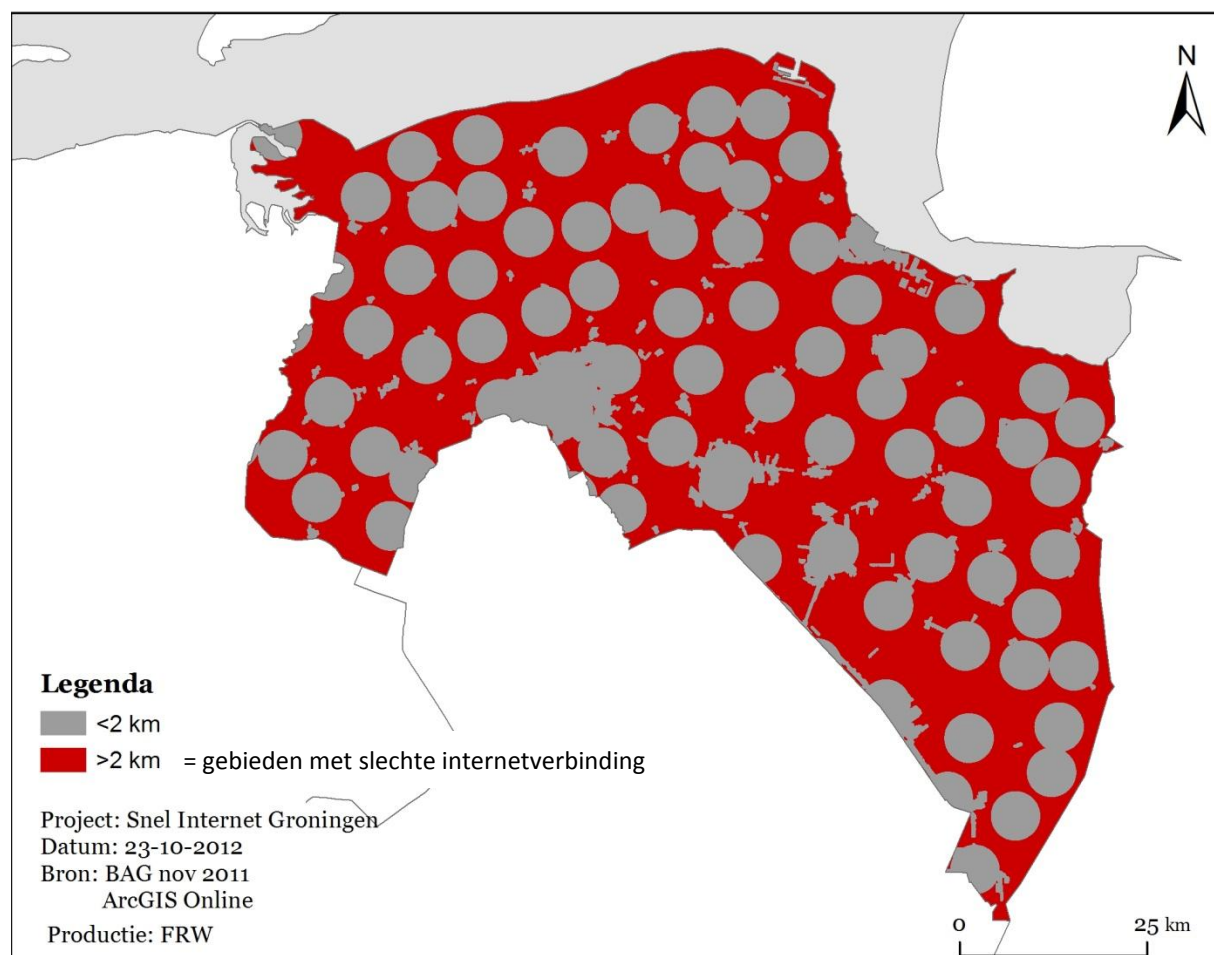 N
Legenda
<2 km
>2 km = gebieden met slechte internetverbinding
Project: Snel Internet Groningen
Datum: 23-10-2012
Bron: BAG nov 2011
ArcGIS Online
Productie: FRW
0 25 km